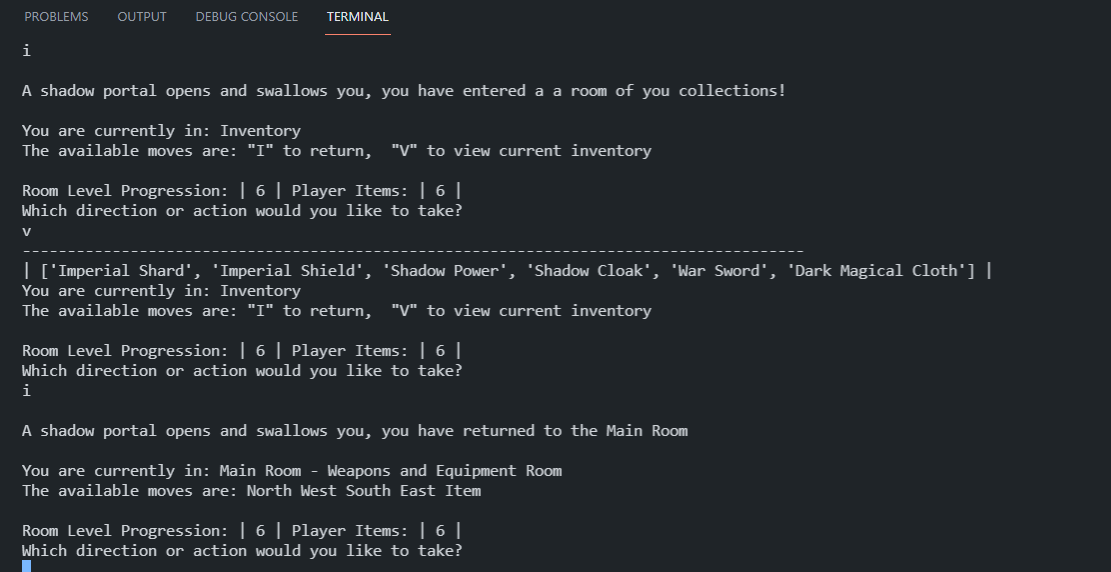 PROBLEMS OUTPUT DEBUG CONSOLE TERMINAL
i
A shadow portal opens and swallows you, you have entered a a room of you collections!
You are currently in: Inventory
The available moves are: "I" to return,  "V" to view current inventory
Room Level Progression: | 6 | Player Items: | 6 |
Which direction or action would you like to take?
v
---------------------------------------------------------------------------------------
| ['Imperial Shard', 'Imperial Shield', 'Shadow Power', 'Shadow Cloak', 'War Sword', 'Dark Magical Cloth'] |
You are currently in: Inventory
The available moves are: "I" to return,  "V" to view current inventory
Room Level Progression: | 6 | Player Items: | 6 |
Which direction or action would you like to take?
i
A shadow portal opens and swallows you, you have returned to the Main Room
You are currently in: Main Room - Weapons and Equipment Room
The available moves are: North West South East Item
Room Level Progression: | 6 | Player Items: | 6 |
Which direction or action would you like to take?